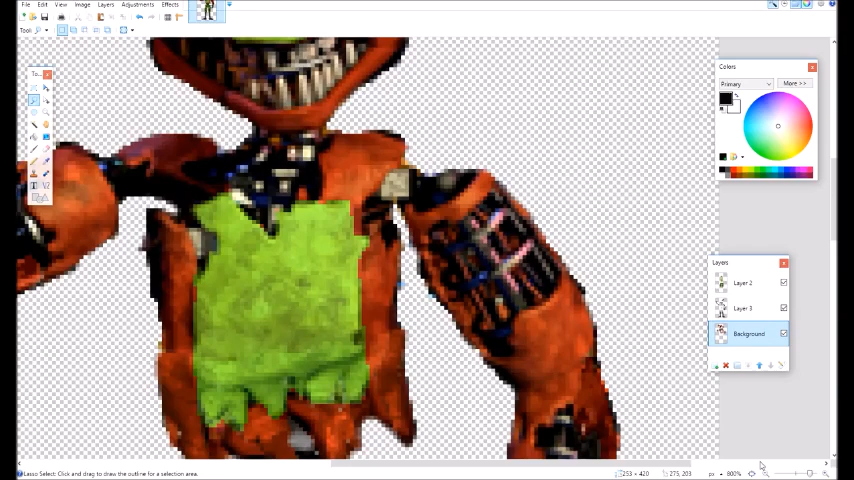 File Edit View Image Layers Adjustments Effects
Tool:
To...
Colors
Primary More >>
Layers
Layer 2
Layer 3
Background
Lasso Select: Click and drag to draw the outline for a selection area.
253 × 420 275, 203 px 800%